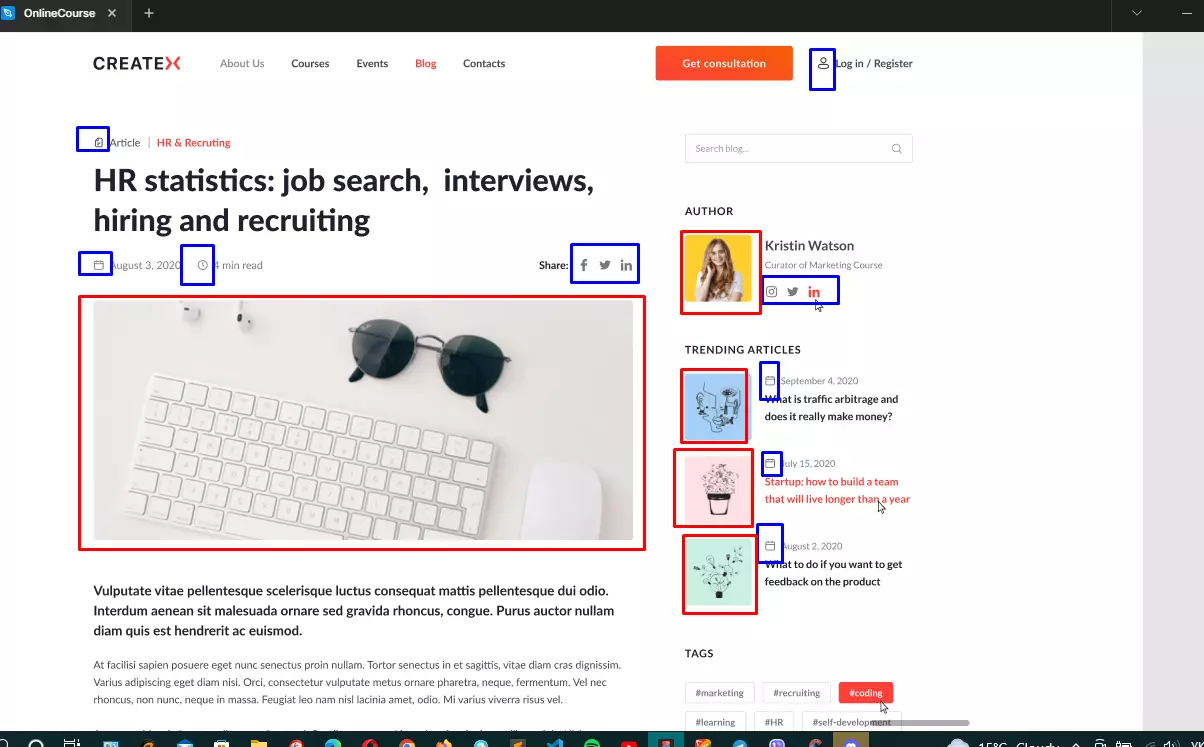 OnlineCourse
CREATEX
About Us
Courses
Events
Blog
Contacts
Get consultation
Log in / Register
Article | HR & Recruting
HR statistics: job search, interviews,
hiring and recruiting
August 3, 2020
4 min read
Share:
Vulputate vitae pellentesque scelerisque luctus consequat mattis pellentesque dui odio.
Interdum aenean sit malesuada ornare sed gravida rhoncus, congue. Purus auctor nullam
diam quis est hendrerit ac euismod.
At facilisi sapien posuere eget nunc senectus proin nullam. Tortor senectus in et sagittis, vitae diam cras dignissim.
Varius adipiscing eget diam nisi. Orci, consectetur vulputate metus ornare pharetra, neque, fermentum. Vel nec
rhoncus, non nunc, neque in massa. Feugiat leo nam nisl lacinia amet, odio. Mi varius viverra risus vel.
Search blog...
AUTHOR
Kristin Watson
Curator of Marketing Course
TRENDING ARTICLES
September 4, 2020
What is traffic arbitrage and
does it really make money?
July 15, 2020
Startup: how to build a team
that will live longer than a year
August 2, 2020
What to do if you want to get
feedback on the product
TAGS
#marketing
#recruiting
#coding
#learning
#HR
#self-development
15°C Cloudy